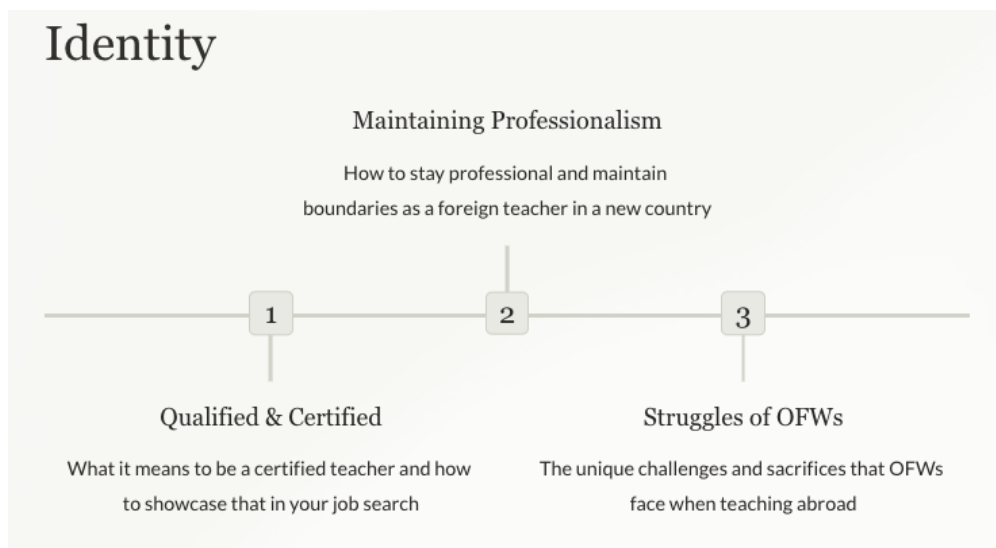 Identity
Maintaining Professionalism
How to stay professional and maintain
boundaries as a foreign teacher in a new country
1
2
3
Qualified & Certified
What it means to be a certified teacher and how
to showcase that in your job search
Struggles of OFWs
The unique challenges and sacrifices that OFWs
face when teaching abroad